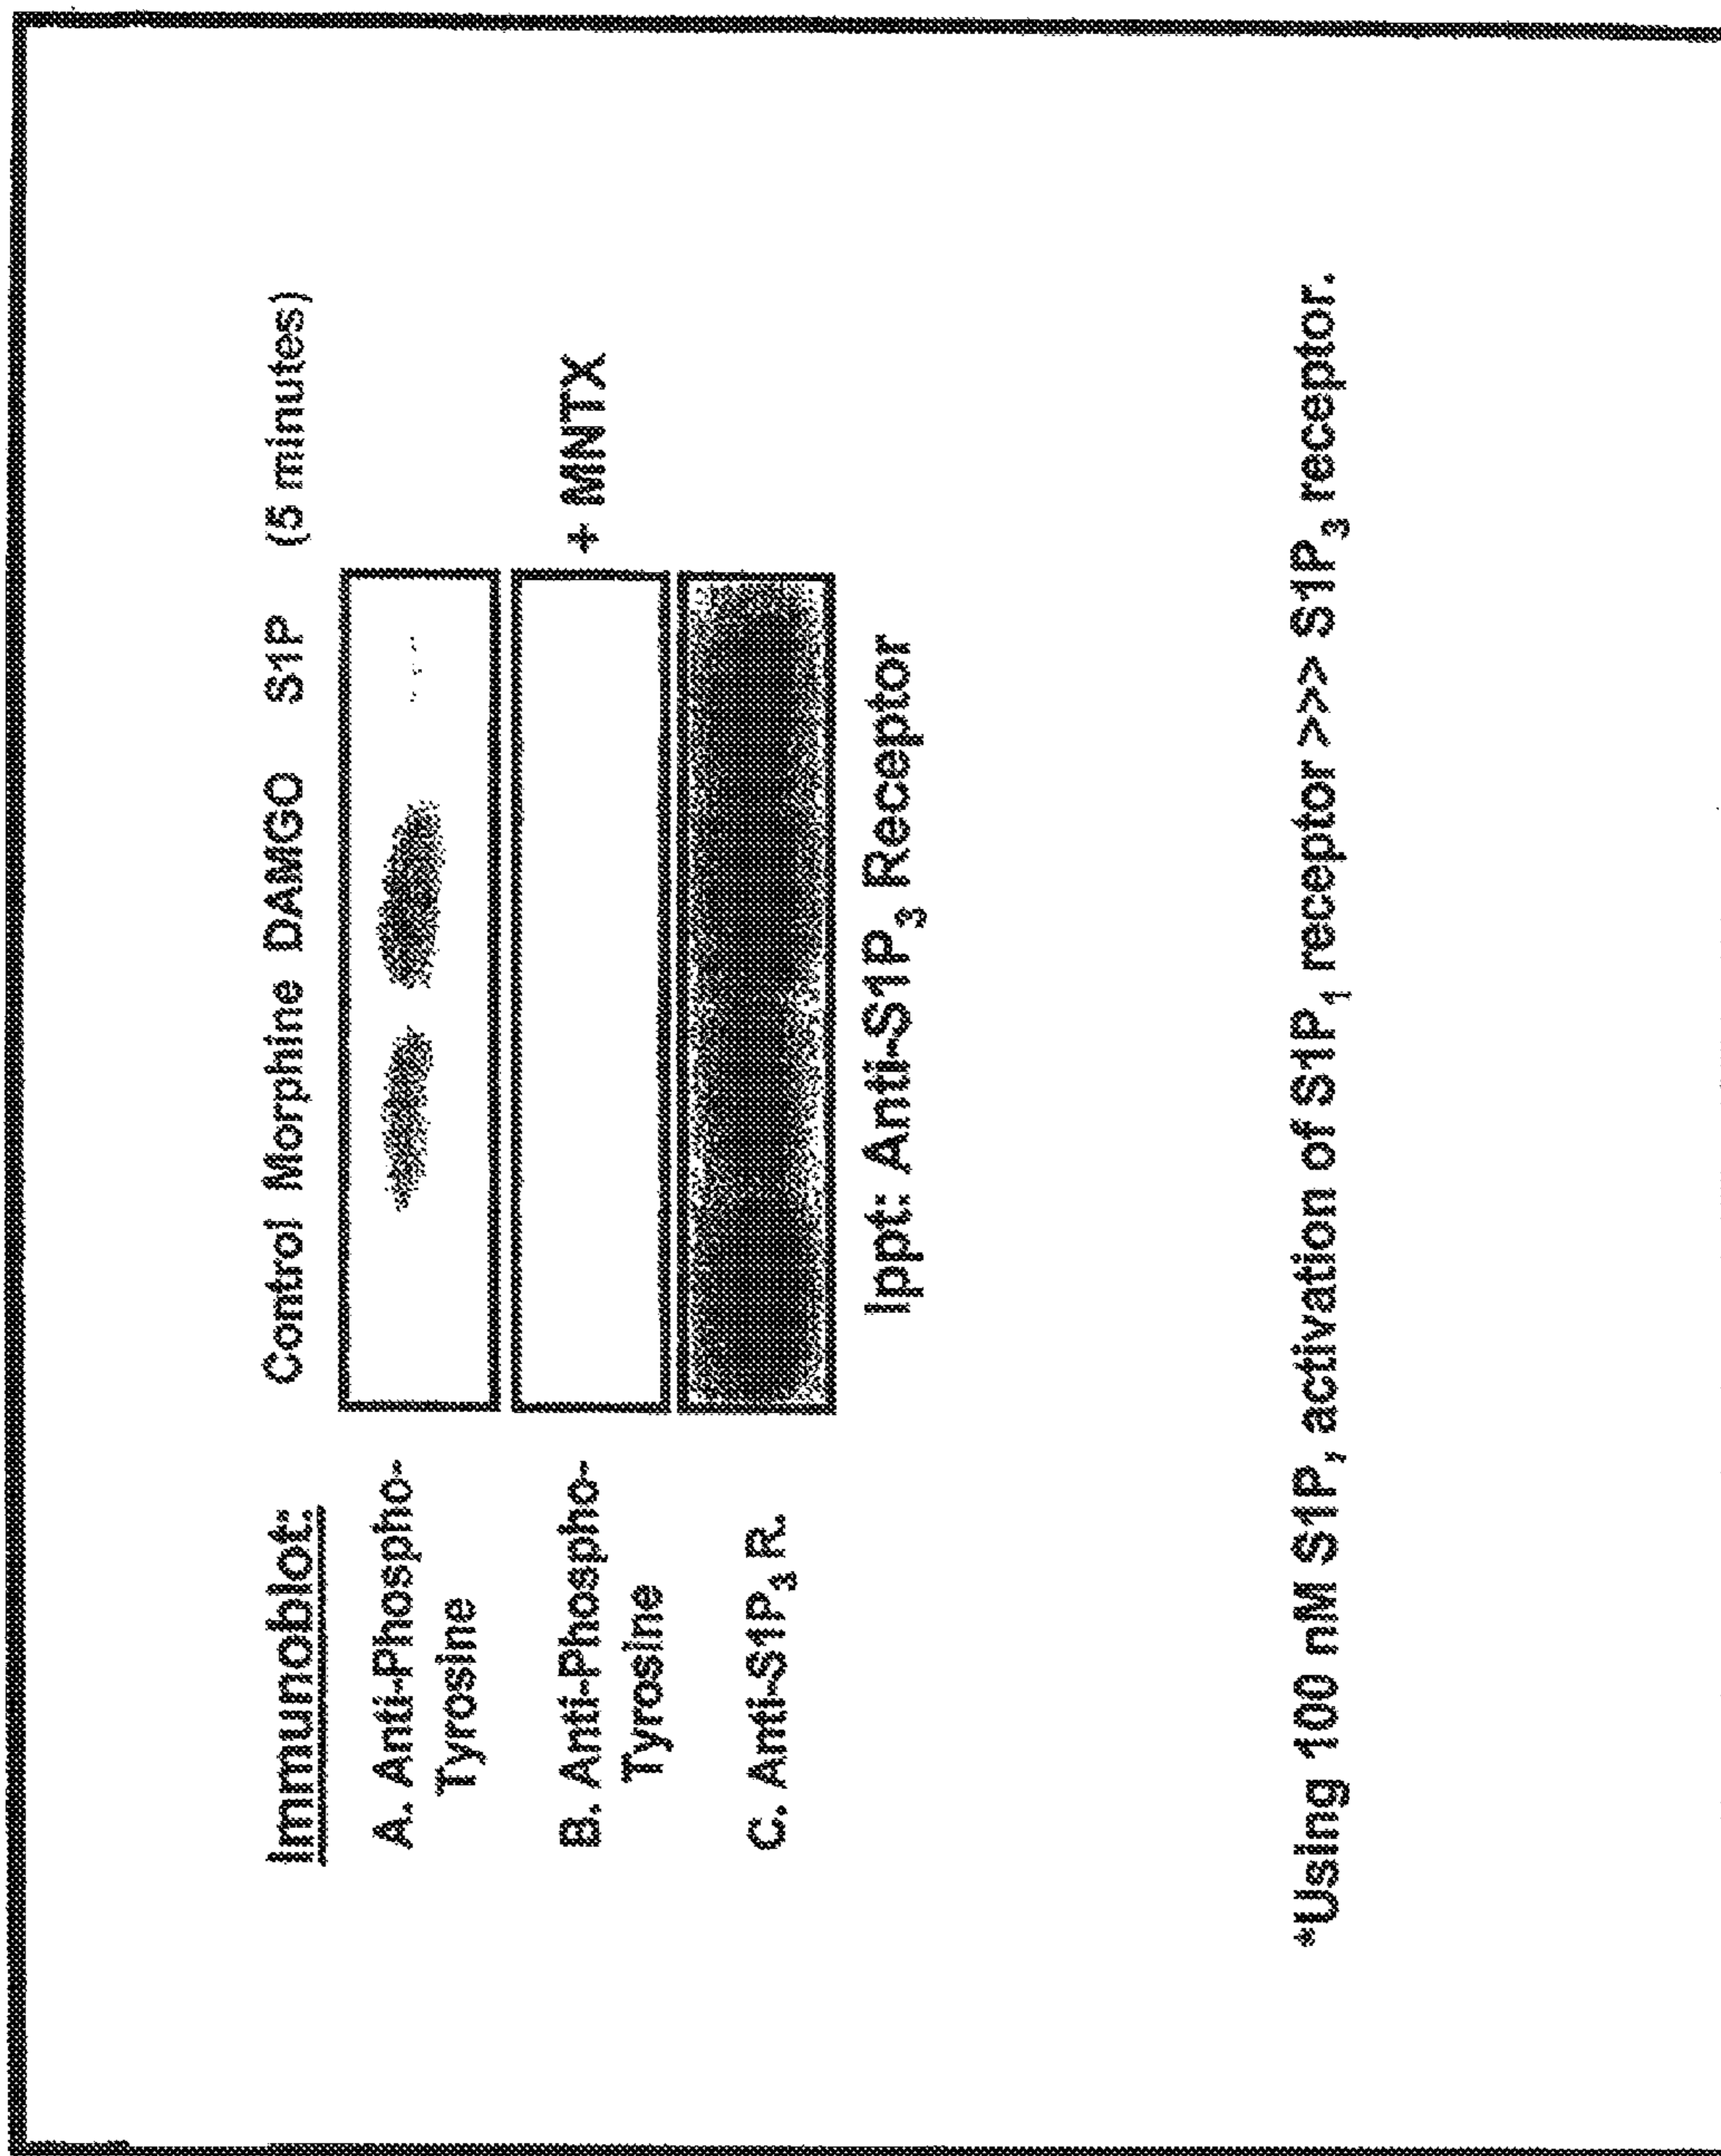 Immunoblot: Control Morphine DAMGO S1P (5 minutes)
A. Anti-Phospho-
Tyrosine
B. Anti-Phospho-
Tyrosine
+ MNTX
C. Anti-S1P₃ R.
Ippt: Anti-S1P₃ Receptor
*Using 100 nM S1P, activation of S1P₁ receptor >>> S1P₃ receptor.